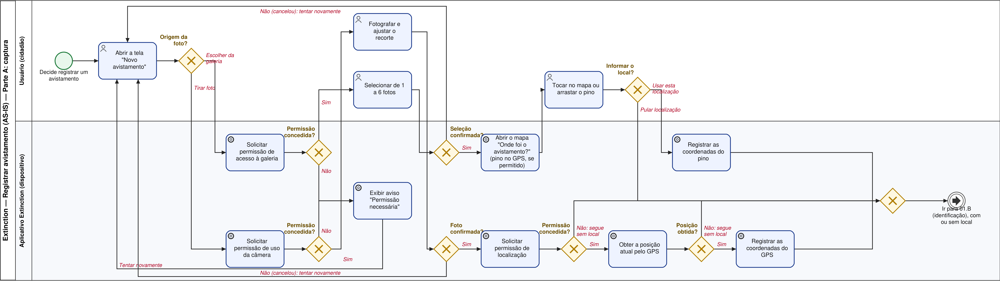 Extinction — Registrar avistamento (AS-IS) — Parte A: captura
Usuário (cidadão)
Decide registrar um
avistamento
Abrir a tela
"Novo
avistamento"
Origem da
foto?
Escolher da
galeria
Tirar foto
Não (cancelou): tentar novamente
Fotografar e
ajustar o
recorte
Selecionar de 1
a 6 fotos
Sim
Tocar no mapa ou
arrastar o pino
Informar o
local?
Usar esta
localização
Pular localização
Aplicativo Extinction (dispositivo)
Solicitar
permissão de
acesso à galeria
Permissão
concedida?
Não
Seleção
confirmada?
Sim
Abrir o mapa
"Onde foi o
avistamento?"
(pino no GPS, se
permitido)
Registrar as
coordenadas do
pino
Exibir aviso
"Permissão
necessária"
Ir para 01.B
(identificação), com
ou sem local
Solicitar
permissão de uso
da câmera
Permissão
concedida?
Não
Sim
Foto
confirmada?
Sim
Solicitar
permissão de
localização
Permissão
concedida?
Não: segue
sem local
Sim
Obter a posição
atual pelo GPS
Posição
obtida?
Não: segue
sem local
Sim
Registrar as
coordenadas do
GPS
Tentar novamente
Não (cancelou): tentar novamente